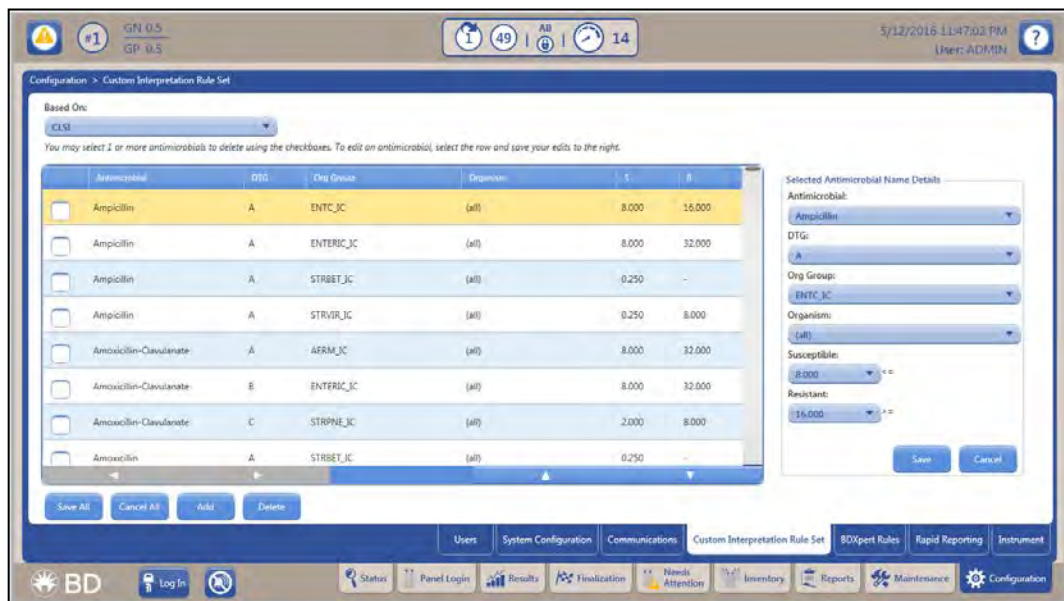 #1
GN 0.5
GP 0.5
1 49 | AB | 14
5/12/2016 11:47:02 PM
User: ADMIN
?
Configuration > Custom Interpretation Rule Set
Based On:
CLSI
You may select 1 or more antimicrobials to delete using the checkboxes. To edit an antimicrobial, select the row and save your edits to the right.
Antimicrobial DTG Org Group Organism S R
Ampicillin A ENTC_IC (all) 8.000 16.000
Ampicillin A ENTERIC_IC (all) 8.000 32.000
Ampicillin A STRBET_IC (all) 0.250 -
Ampicillin A STRVIR_IC (all) 0.250 8.000
Amoxicillin-Clavulanate A AERM_IC (all) 8.000 32.000
Amoxicillin-Clavulanate B ENTERIC_IC (all) 8.000 32.000
Amoxicillin-Clavulanate C STRPNE_IC (all) 2.000 8.000
Amoxicillin A STRBET_IC (all) 0.250 -
Selected Antimicrobial Name Details
Antimicrobial:
Ampicillin
DTG:
A
Org Group:
ENTC_IC
Organism:
(all)
Susceptible:
8.000 <=
Resistant:
16.000 >=
Save Cancel
Save All Cancel All Add Delete
Users System Configuration Communications Custom Interpretation Rule Set BDXpert Rules Rapid Reporting Instrument
BD Log In Status Panel Login Results Finalization Needs Attention Inventory Reports Maintenance Configuration